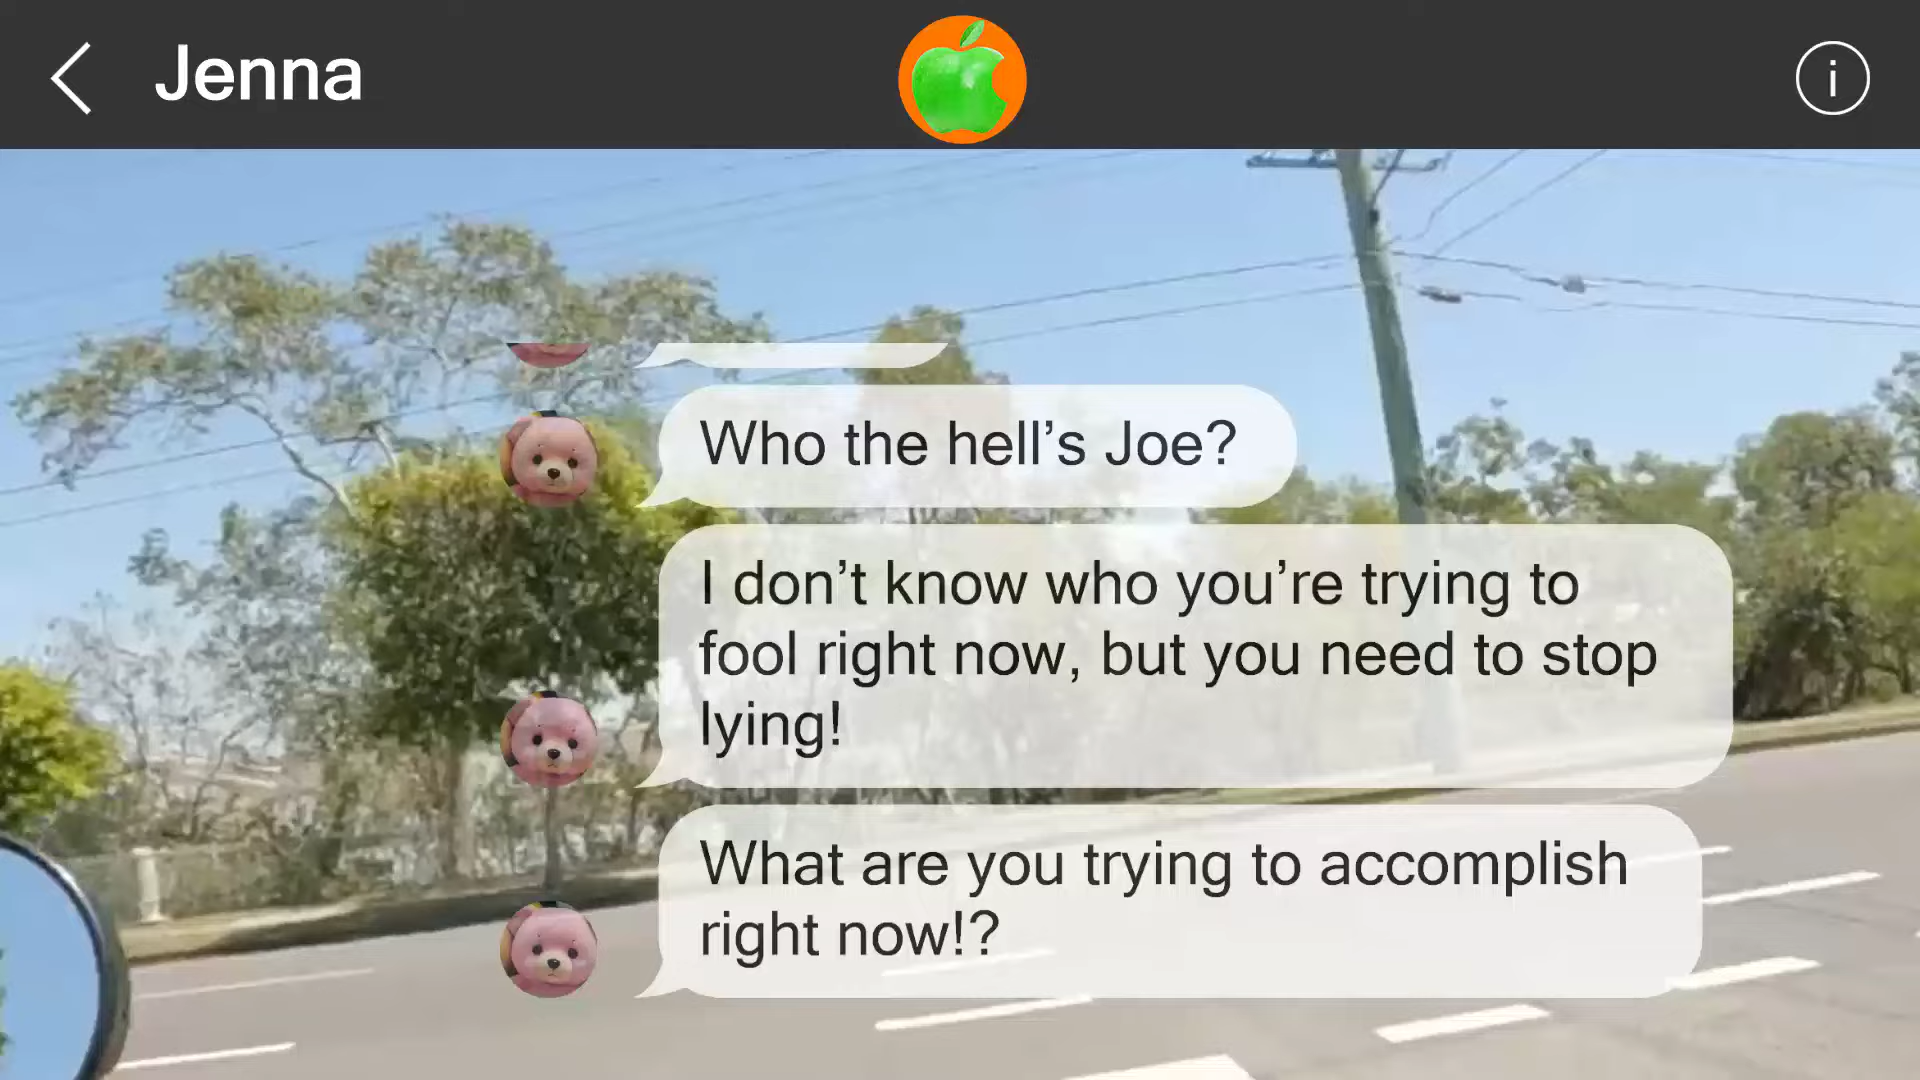 Jenna
Who the hell’s Joe?
I don’t know who you’re trying to
fool right now, but you need to stop
lying!
What are you trying to accomplish
right now!?